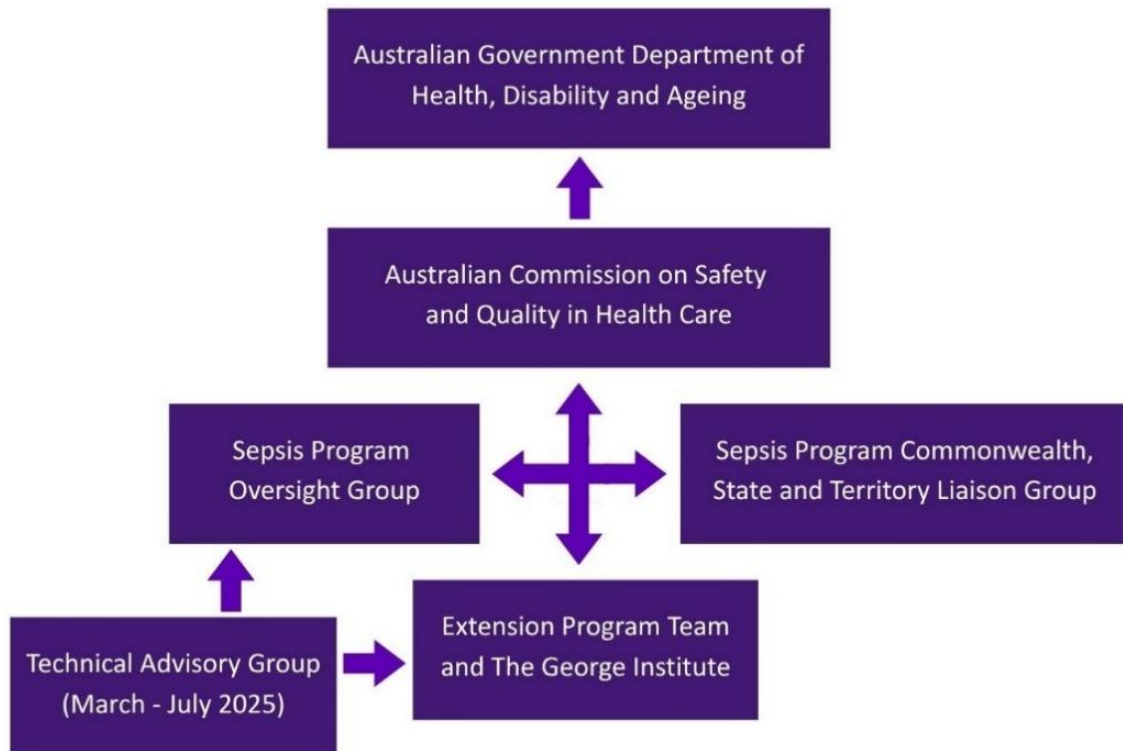 Australian Government Department of
Health, Disability and Ageing
Australian Commission on Safety
and Quality in Health Care
Sepsis Program
Oversight Group
Sepsis Program Commonwealth,
State and Territory Liaison Group
Technical Advisory Group
(March - July 2025)
Extension Program Team
and The George Institute